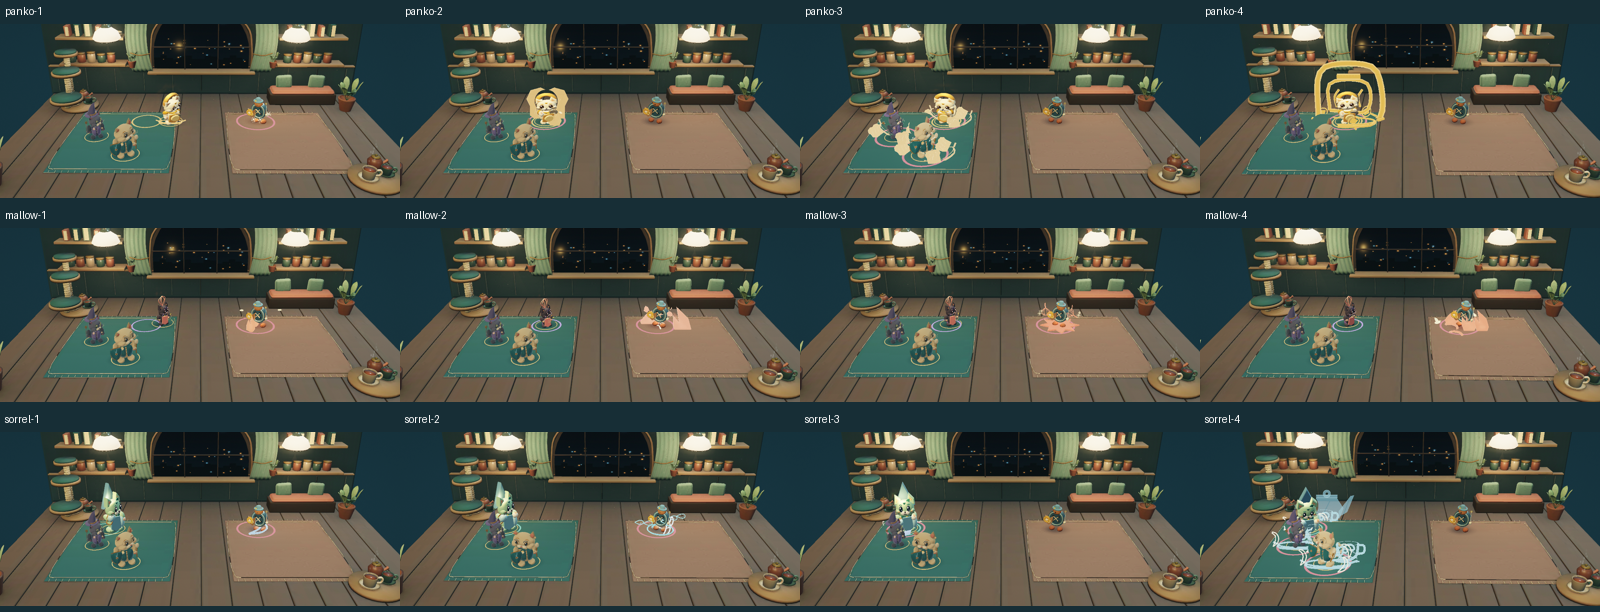 panko-1
panko-2
panko-3
panko-4
mallow-1
mallow-2
mallow-3
mallow-4
sorrel-1
sorrel-2
sorrel-3
sorrel-4